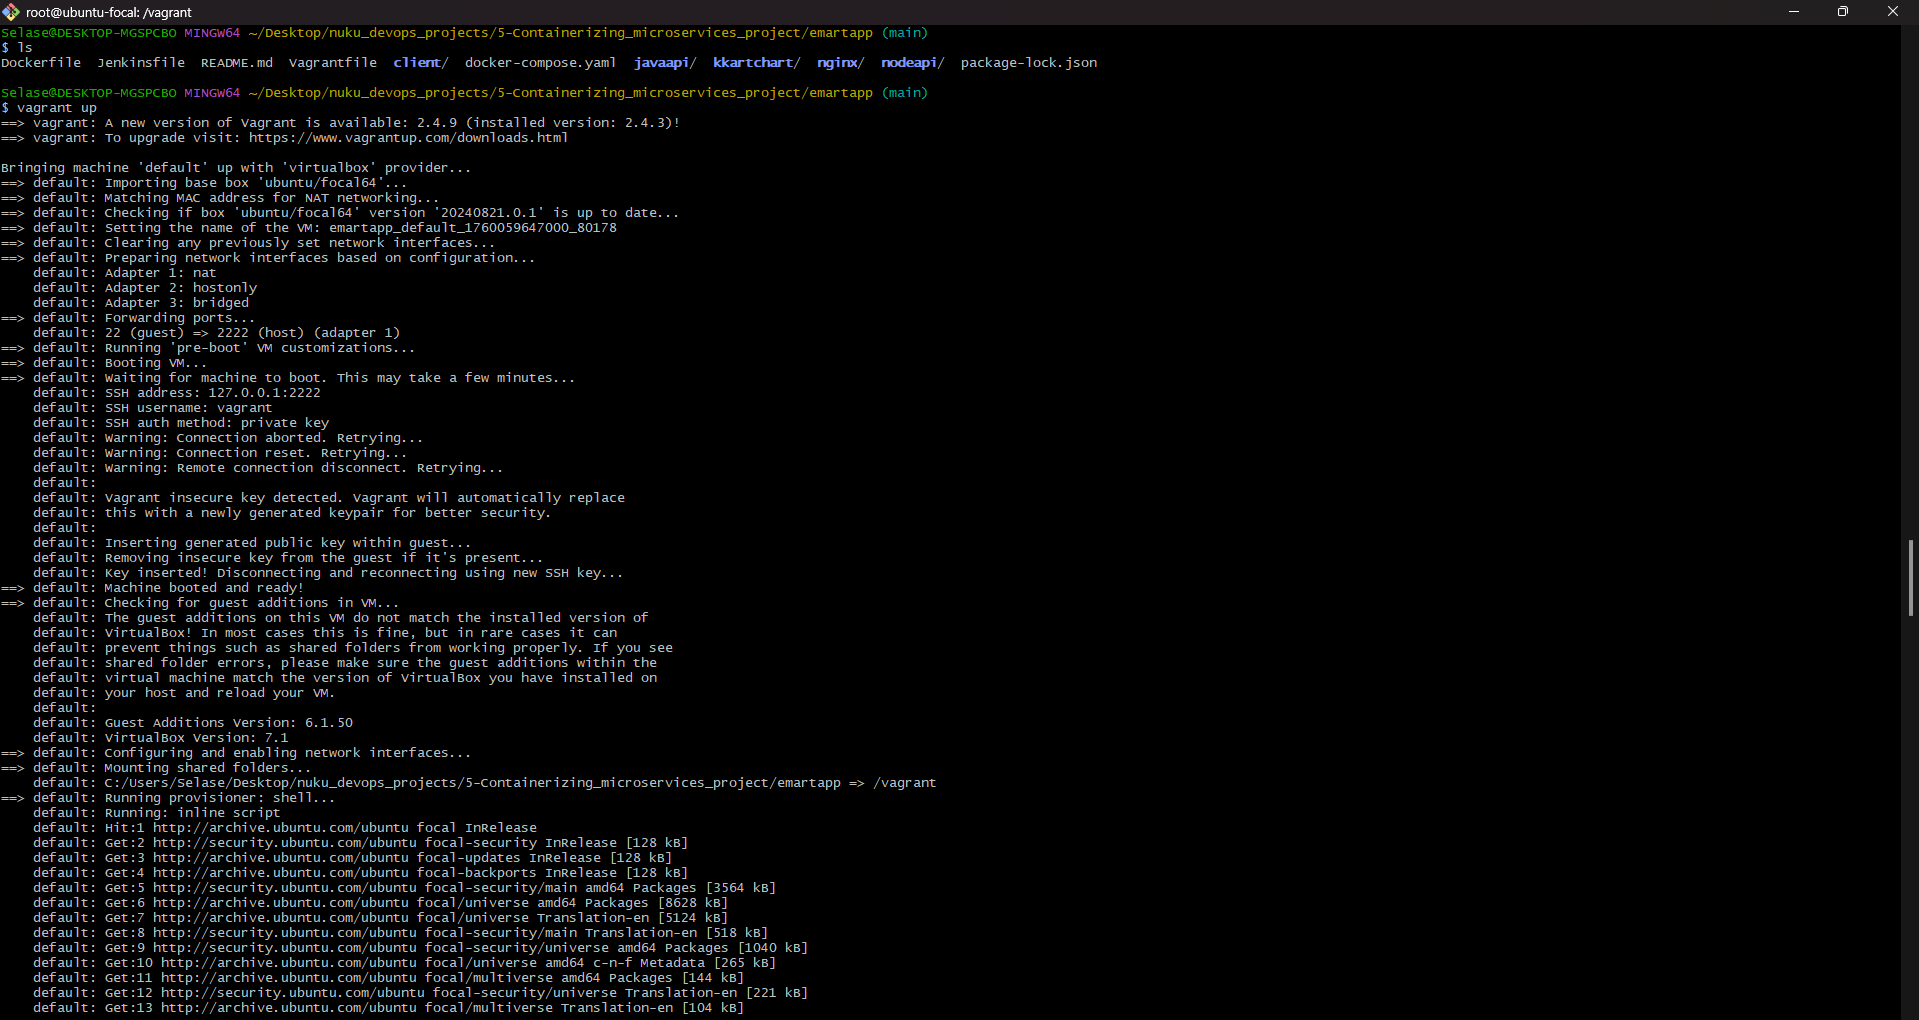 root@ubuntu-focal: /vagrant
Selase@DESKTOP-MGSPCBO MINGW64 ~/Desktop/nuku_devops_projects/5-Containerizing_microservices_project/emartapp (main)
$ ls
Dockerfile  Jenkinsfile  README.md  Vagrantfile  client/  docker-compose.yaml  javaapi/  kkartchart/  nginx/  nodeapi/  package-lock.json
Selase@DESKTOP-MGSPCBO MINGW64 ~/Desktop/nuku_devops_projects/5-Containerizing_microservices_project/emartapp (main)
$ vagrant up
==> vagrant: A new version of Vagrant is available: 2.4.9 (installed version: 2.4.3)!
==> vagrant: To upgrade visit: https://www.vagrantup.com/downloads.html
Bringing machine 'default' up with 'virtualbox' provider...
==> default: Importing base box 'ubuntu/focal64'...
==> default: Matching MAC address for NAT networking...
==> default: Checking if box 'ubuntu/focal64' version '20240821.0.1' is up to date...
==> default: Setting the name of the VM: emartapp_default_1760059647000_80178
==> default: Clearing any previously set network interfaces...
==> default: Preparing network interfaces based on configuration...
    default: Adapter 1: nat
    default: Adapter 2: hostonly
    default: Adapter 3: bridged
==> default: Forwarding ports...
    default: 22 (guest) => 2222 (host) (adapter 1)
==> default: Running 'pre-boot' VM customizations...
==> default: Booting VM...
==> default: Waiting for machine to boot. This may take a few minutes...
    default: SSH address: 127.0.0.1:2222
    default: SSH username: vagrant
    default: SSH auth method: private key
    default: Warning: Connection aborted. Retrying...
    default: Warning: Connection reset. Retrying...
    default: Warning: Remote connection disconnect. Retrying...
    default:
    default: Vagrant insecure key detected. Vagrant will automatically replace
    default: this with a newly generated keypair for better security.
    default:
    default: Inserting generated public key within guest...
    default: Removing insecure key from the guest if it's present...
    default: Key inserted! Disconnecting and reconnecting using new SSH key...
==> default: Machine booted and ready!
==> default: Checking for guest additions in VM...
    default: The guest additions on this VM do not match the installed version of
    default: VirtualBox! In most cases this is fine, but in rare cases it can
    default: prevent things such as shared folders from working properly. If you see
    default: shared folder errors, please make sure the guest additions within the
    default: virtual machine match the version of VirtualBox you have installed on
    default: your host and reload your VM.
    default:
    default: Guest Additions Version: 6.1.50
    default: VirtualBox Version: 7.1
==> default: Configuring and enabling network interfaces...
==> default: Mounting shared folders...
    default: C:/Users/Selase/Desktop/nuku_devops_projects/5-Containerizing_microservices_project/emartapp => /vagrant
==> default: Running provisioner: shell...
    default: Running: inline script
    default: Hit:1 http://archive.ubuntu.com/ubuntu focal InRelease
    default: Get:2 http://security.ubuntu.com/ubuntu focal-security InRelease [128 kB]
    default: Get:3 http://archive.ubuntu.com/ubuntu focal-updates InRelease [128 kB]
    default: Get:4 http://archive.ubuntu.com/ubuntu focal-backports InRelease [128 kB]
    default: Get:5 http://security.ubuntu.com/ubuntu focal-security/main amd64 Packages [3564 kB]
    default: Get:6 http://archive.ubuntu.com/ubuntu focal/universe amd64 Packages [8628 kB]
    default: Get:7 http://archive.ubuntu.com/ubuntu focal/universe Translation-en [5124 kB]
    default: Get:8 http://security.ubuntu.com/ubuntu focal-security/main Translation-en [518 kB]
    default: Get:9 http://security.ubuntu.com/ubuntu focal-security/universe amd64 Packages [1040 kB]
    default: Get:10 http://archive.ubuntu.com/ubuntu focal/universe amd64 c-n-f Metadata [265 kB]
    default: Get:11 http://archive.ubuntu.com/ubuntu focal/multiverse amd64 Packages [144 kB]
    default: Get:12 http://security.ubuntu.com/ubuntu focal-security/universe Translation-en [221 kB]
    default: Get:13 http://archive.ubuntu.com/ubuntu focal/multiverse Translation-en [104 kB]